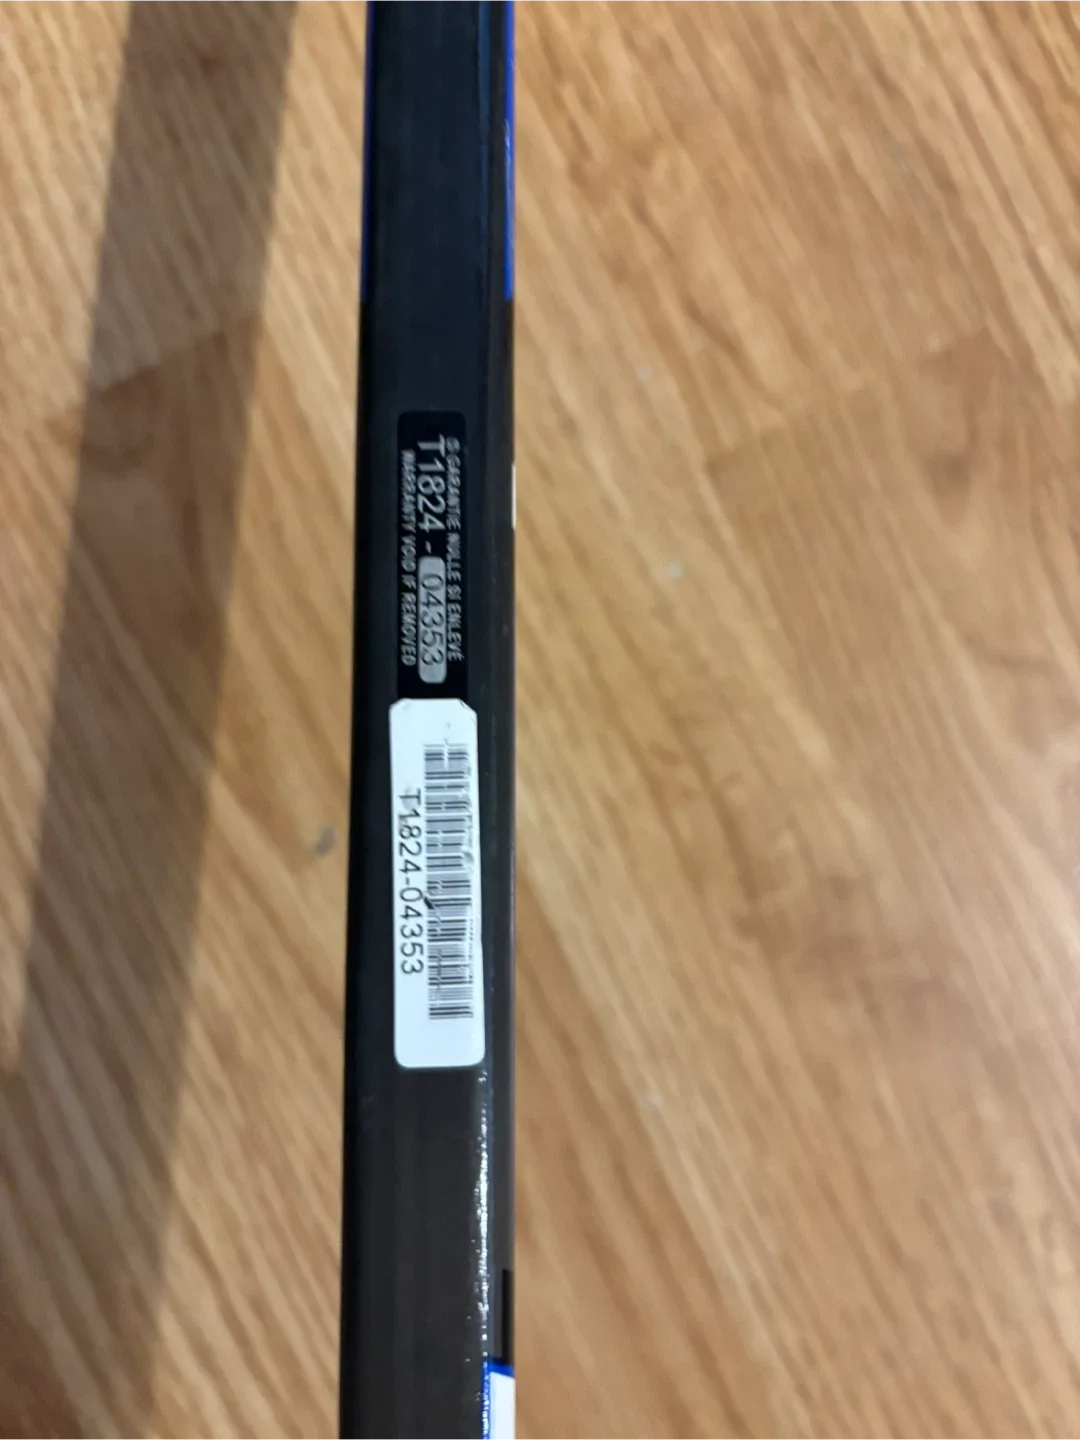 © GARANTIE NULLE SI ENLEVÉ
T1824 - 04353
WARRANTY VOID IF REMOVED
T1824-04353